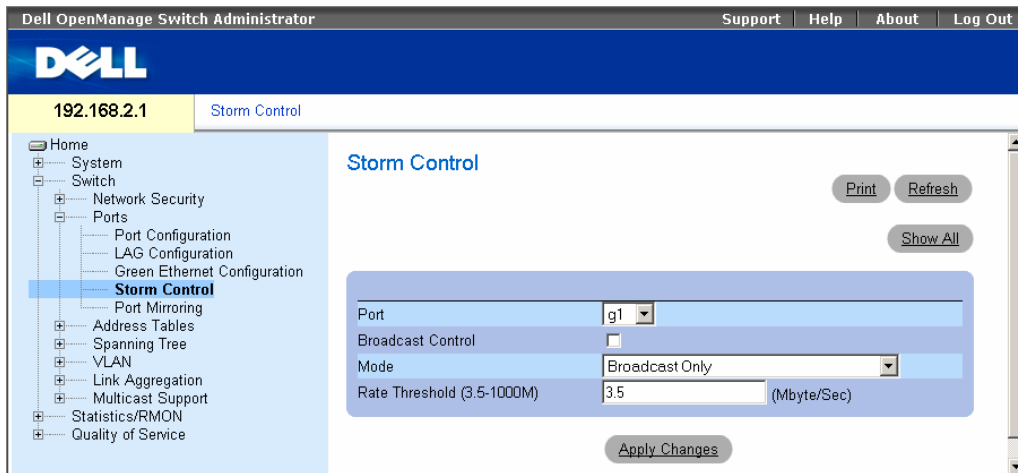 Dell OpenManage Switch Administrator Support Help About Log Out
DELL
192.168.2.1 Storm Control
Home
System
Switch
Network Security
Ports
Port Configuration
LAG Configuration
Green Ethernet Configuration
Storm Control
Port Mirroring
Address Tables
Spanning Tree
VLAN
Link Aggregation
Multicast Support
Statistics/RMON
Quality of Service
Storm Control
Print Refresh
Show All
Port g1
Broadcast Control
Mode Broadcast Only
Rate Threshold (3.5-1000M) 3.5 (Mbyte/Sec)
Apply Changes